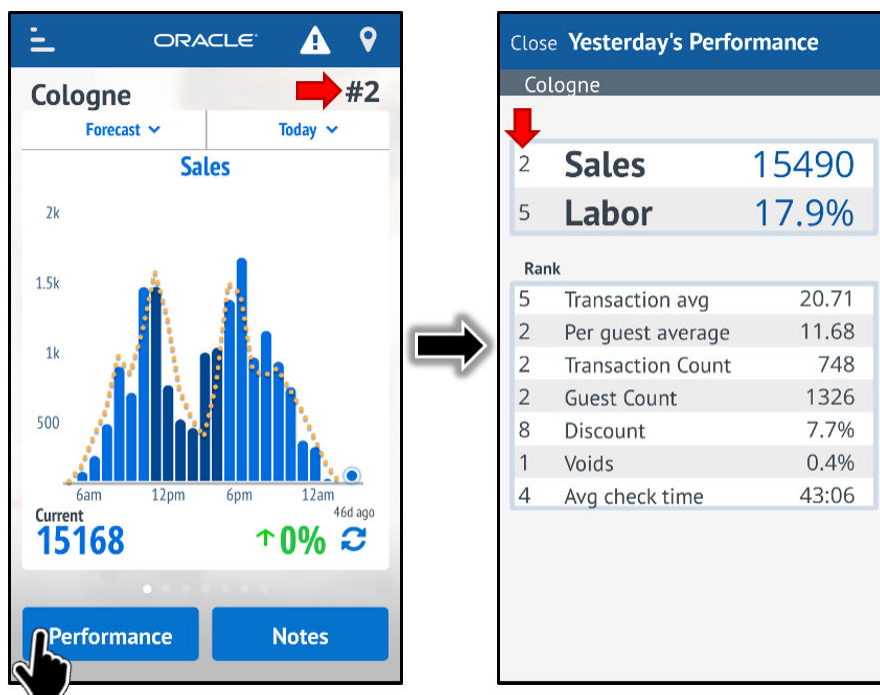 ORACLE
Cologne #2
Forecast Today
Sales
2k
1.5k
1k
500
6am 12pm 6pm 12am
Current 46d ago
15168 0%
Performance Notes
Close Yesterday's Performance
Cologne
2 Sales 15490
5 Labor 17.9%
Rank
5 Transaction avg 20.71
2 Per guest average 11.68
2 Transaction Count 748
2 Guest Count 1326
8 Discount 7.7%
1 Voids 0.4%
4 Avg check time 43:06